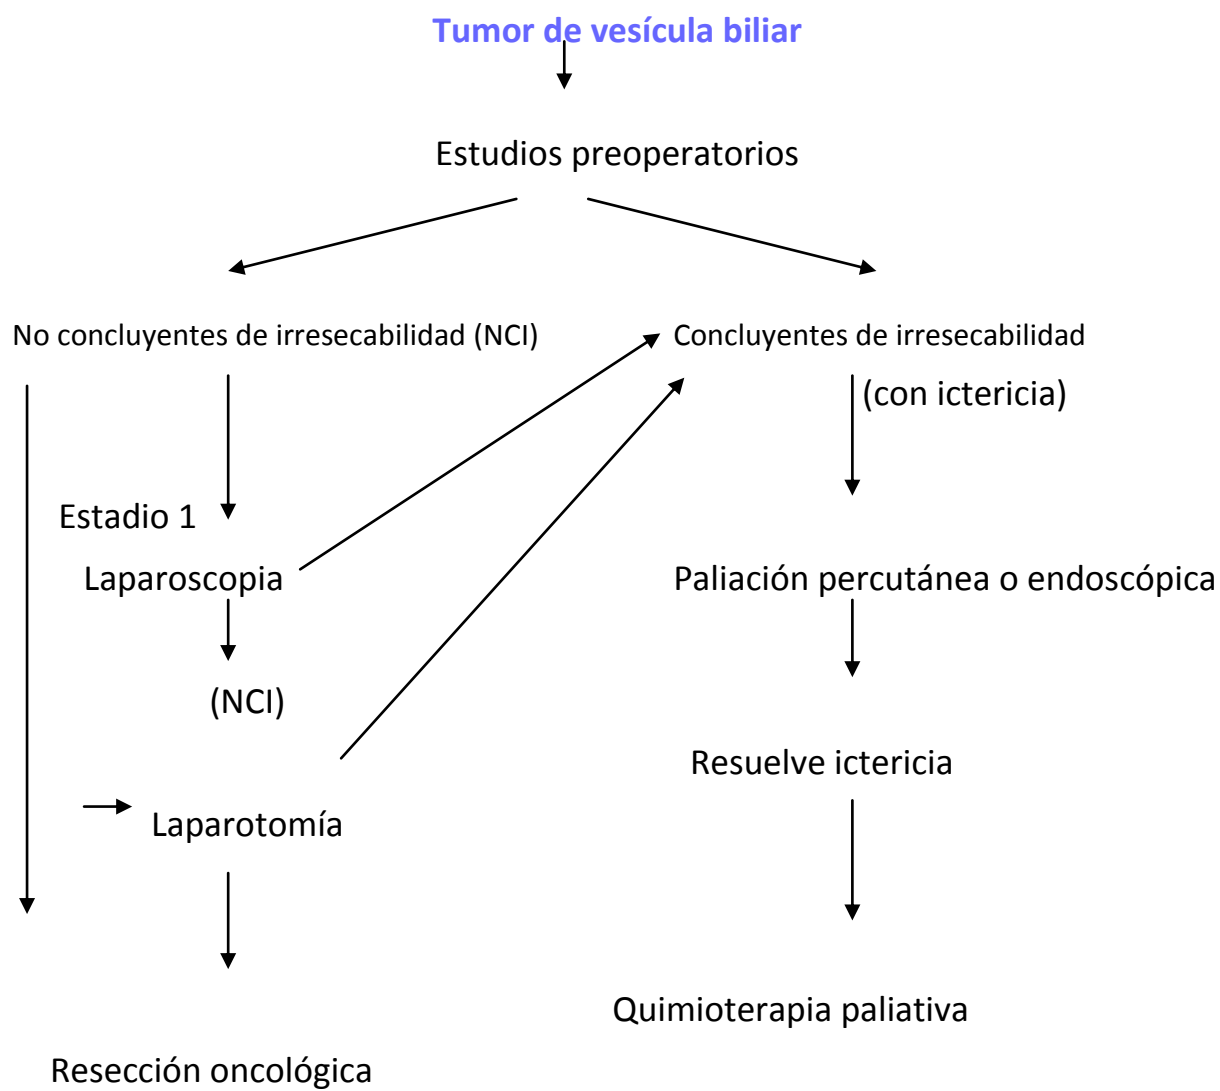 Tumor de vesícula biliar
Estudios preoperatorios
No concluyentes de irresecabilidad (NCI)
Concluyentes de irresecabilidad
(con ictericia)
Estadio 1
Laparoscopia
Paliación percutánea o endoscópica
(NCI)
Resuelve ictericia
Laparotomía
Quimioterapia paliativa
Resección oncológica